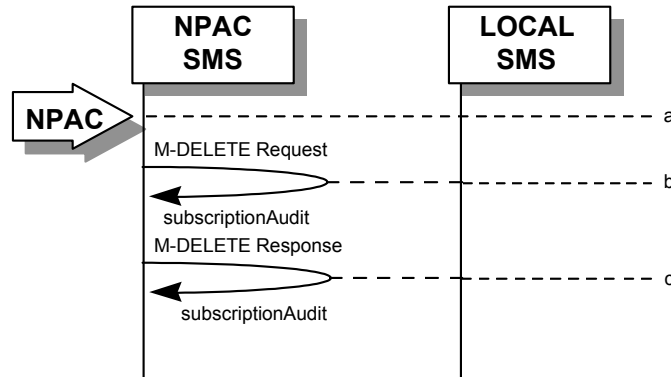 NPAC
SMS
LOCAL
SMS
NPAC
a
M-DELETE Request
b
subscriptionAudit
M-DELETE Response
c
subscriptionAudit